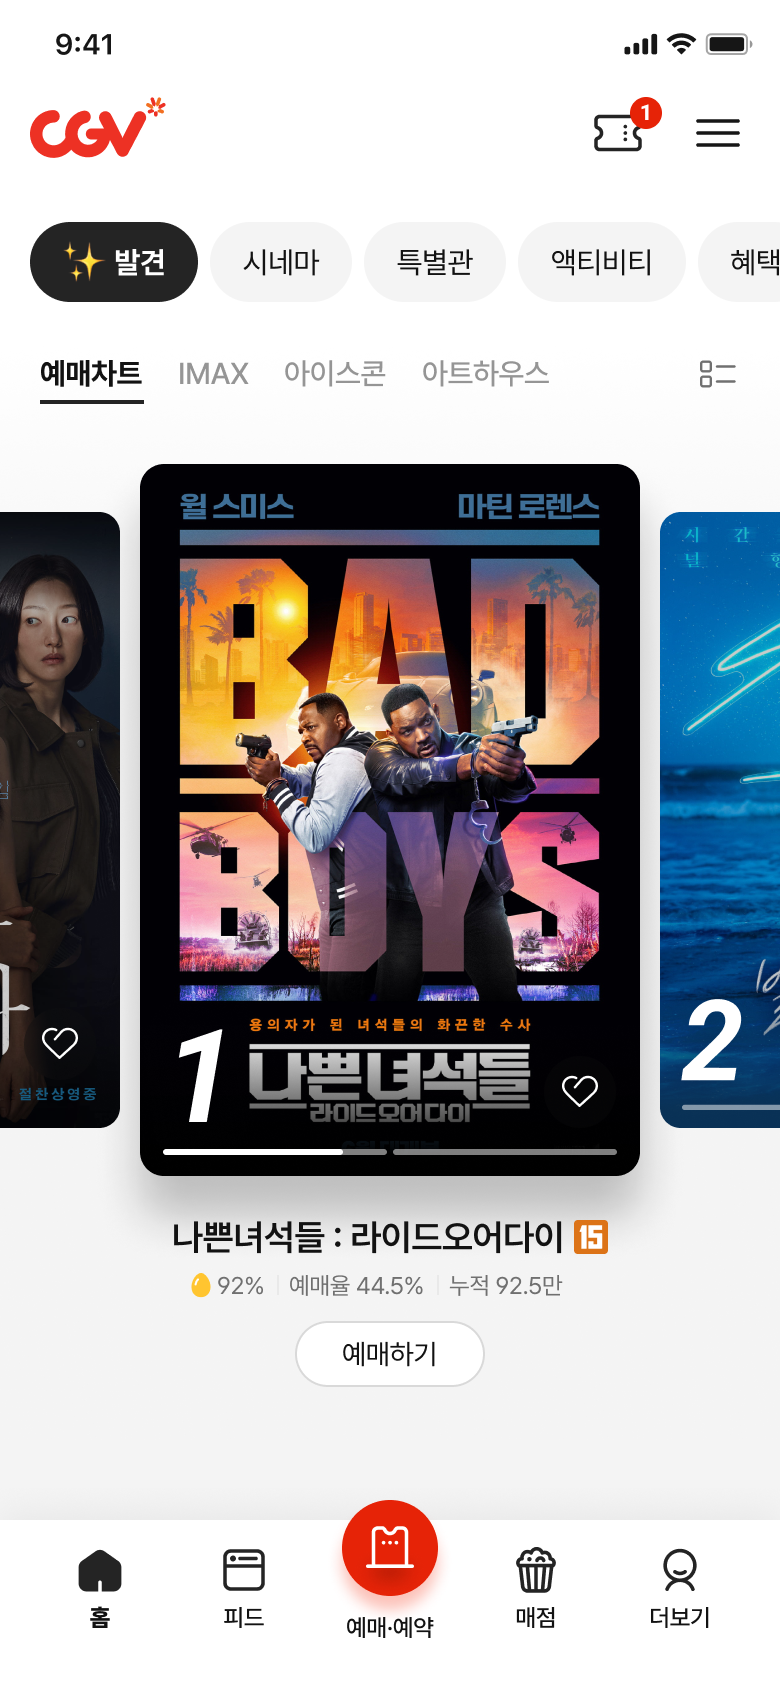 9:41
CGV
1
✨ 발견
시네마
특별관
액티비티
혜택
예매차트
IMAX
아이스콘
아트하우스
윌 스미스
마틴 로렌스
BAD
BOYS
용의자가 된 녀석들의 화끈한 수사
나쁜녀석들
라이드오어다이
1
절찬상영중
시 간
널
2
나쁜녀석들 : 라이드오어다이 15
92%
예매율 44.5%
누적 92.5만
예매하기
홈
피드
예매·예약
매점
더보기